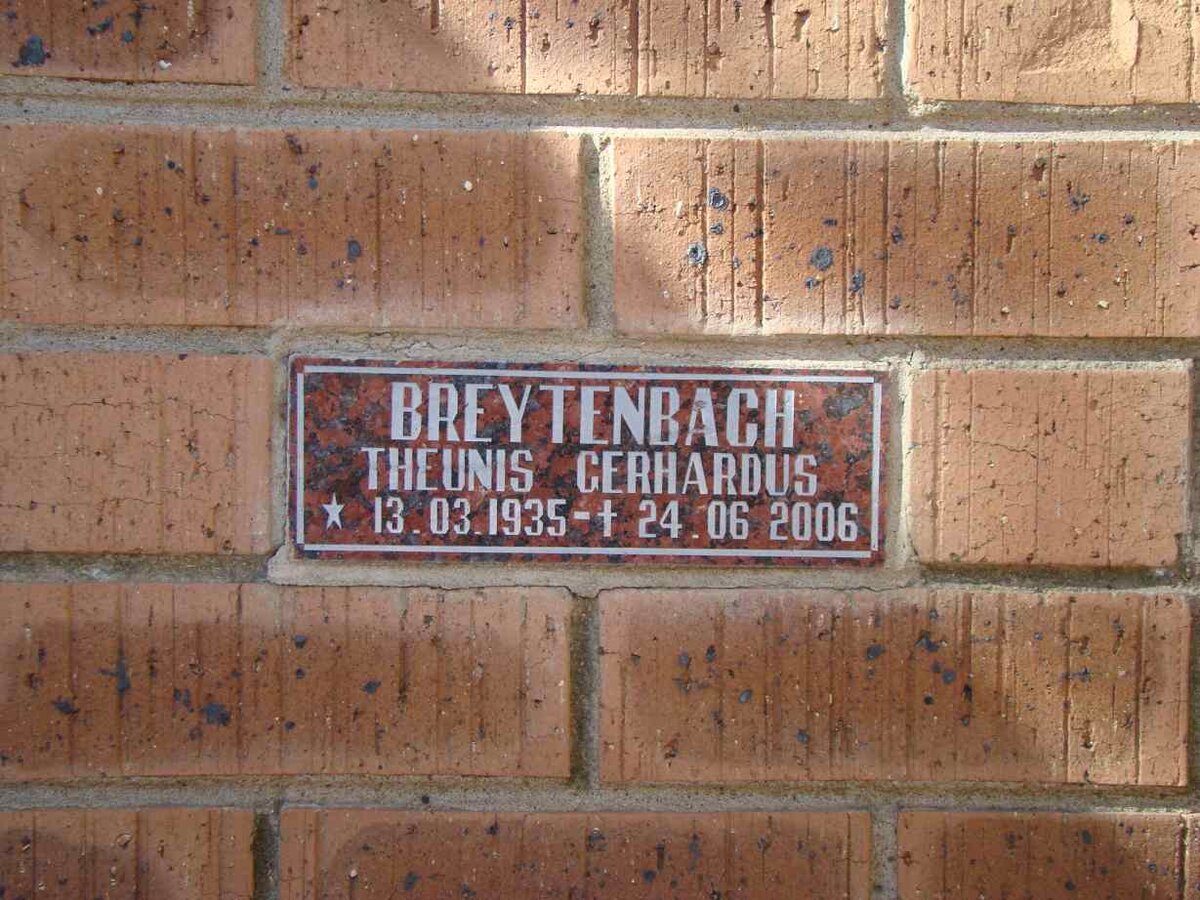 BREYTENBACH
THEUNIS GERHARDUS
★ 13.03.1935-✝ 24.06 2006